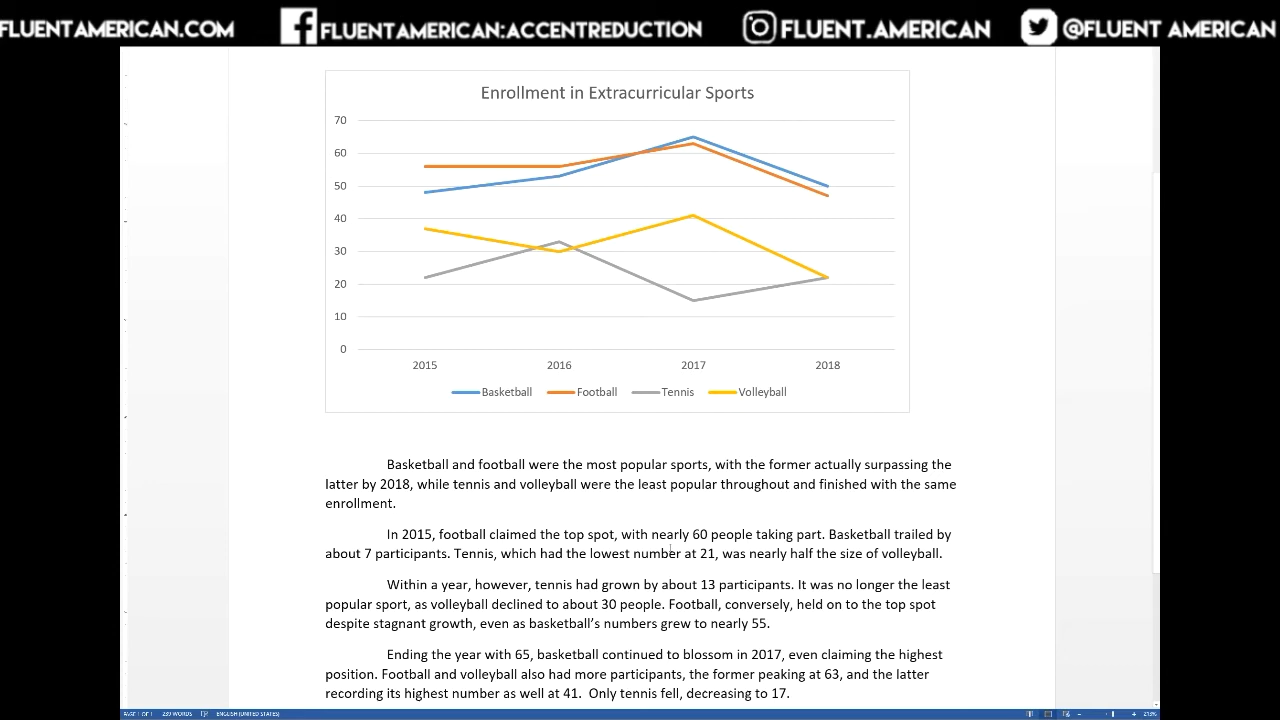 FLUENTAMERICAN.COM FLUENTAMERICAN:ACCENTREDUCTION FLUENT.AMERICAN @FLUENT AMERICAN
Enrollment in Extracurricular Sports
70
60
50
40
30
20
10
0
2015 2016 2017 2018
Basketball Football Tennis Volleyball
Basketball and football were the most popular sports, with the former actually surpassing the
latter by 2018, while tennis and volleyball were the least popular throughout and finished with the same
enrollment.
In 2015, football claimed the top spot, with nearly 60 people taking part. Basketball trailed by
about 7 participants. Tennis, which had the lowest number at 21, was nearly half the size of volleyball.
Within a year, however, tennis had grown by about 13 participants. It was no longer the least
popular sport, as volleyball declined to about 30 people. Football, conversely, held on to the top spot
despite stagnant growth, even as basketball's numbers grew to nearly 55.
Ending the year with 65, basketball continued to blossom in 2017, even claiming the highest
position. Football and volleyball also had more participants, the former peaking at 63, and the latter
recording its highest number as well at 41. Only tennis fell, decreasing to 17.
PAGE 1 OF 1 239 WORDS ENGLISH (UNITED STATES)